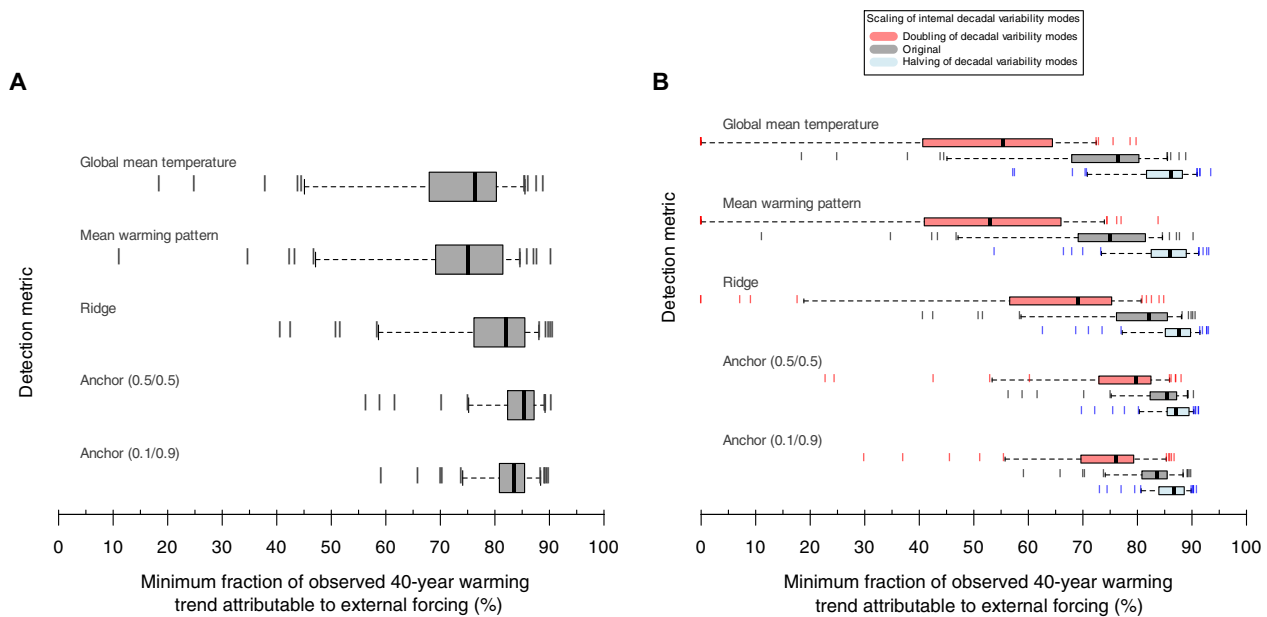 A
Detection metric
Global mean temperature
Mean warming pattern
Ridge
Anchor (0.5/0.5)
Anchor (0.1/0.9)
0 10 20 30 40 50 60 70 80 90 100
Minimum fraction of observed 40-year warming
trend attributable to external forcing (%)
Scaling of internal decadal variability modes
Doubling of decadal varibility modes
Original
Halving of decadal variability modes
B
Detection metric
Global mean temperature
Mean warming pattern
Ridge
Anchor (0.5/0.5)
Anchor (0.1/0.9)
0 10 20 30 40 50 60 70 80 90 100
Minimum fraction of observed 40-year warming
trend attributable to external forcing (%)